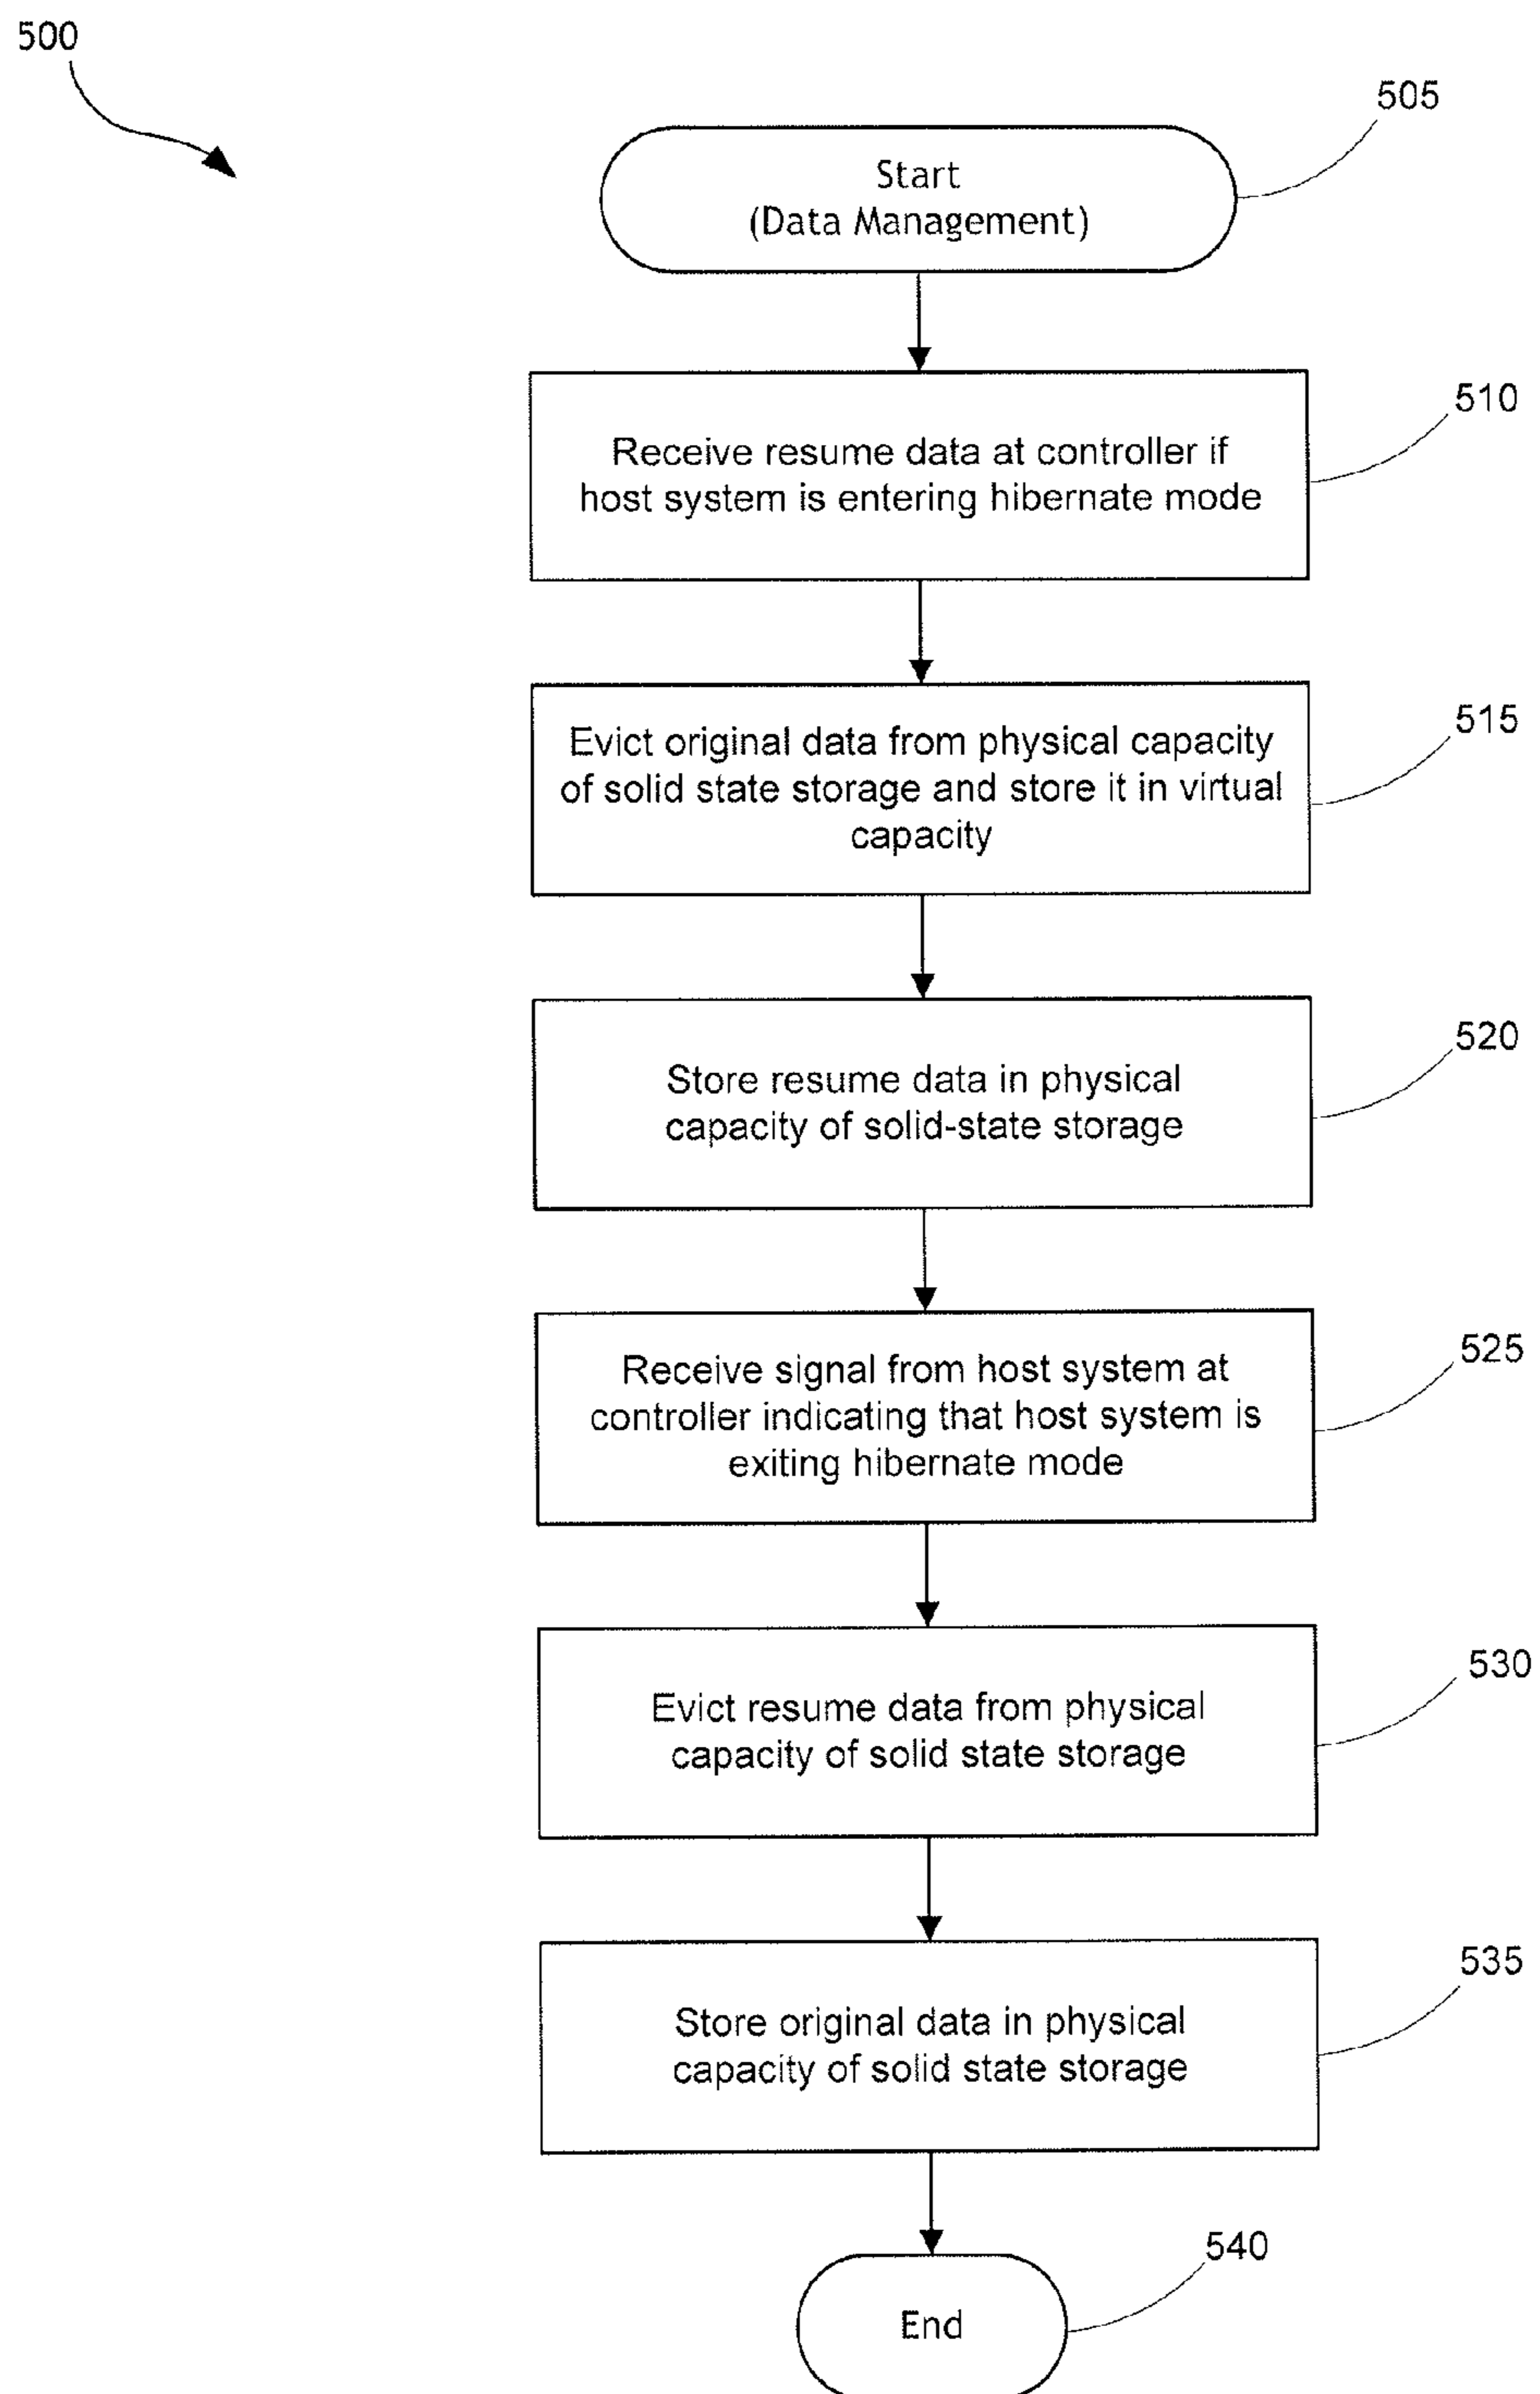 500
505
Start
(Data Management)
510
Receive resume data at controller if
host system is entering hibernate mode
515
Evict original data from physical capacity
of solid state storage and store it in virtual
capacity
520
Store resume data in physical
capacity of solid-state storage
525
Receive signal from host system at
controller indicating that host system is
exiting hibernate mode
530
Evict resume data from physical
capacity of solid state storage
535
Store original data in physical
capacity of solid state storage
540
End